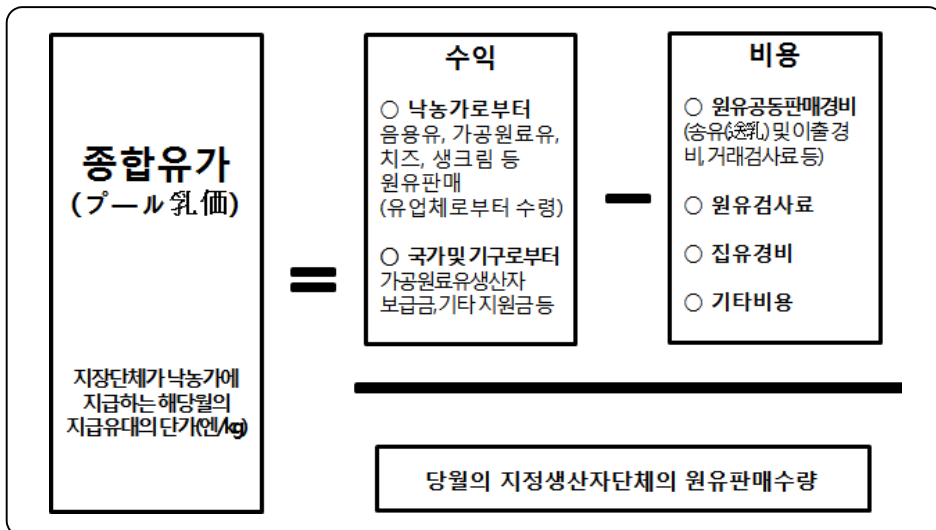 종합유가
(プール乳価)
지장단체가 낙농가에
지급하는 해당월의
지급유대의 단가(엔/kg)
=
수익
○ 낙농가로부터
음용유, 가공원료유,
치즈, 생크림 등
원유판매
(유업체로부터 수령)
○ 국가 및 기구로부터
가공원료유생산자
보급금,기타 지원금 등
-
비용
○ 원유공동판매경비
(송유(送乳) 및 이출 경
비,거래검사료 등)
○ 원유검사료
○ 집유경비
○ 기타비용
당월의 지정생산자단체의 원유판매수량